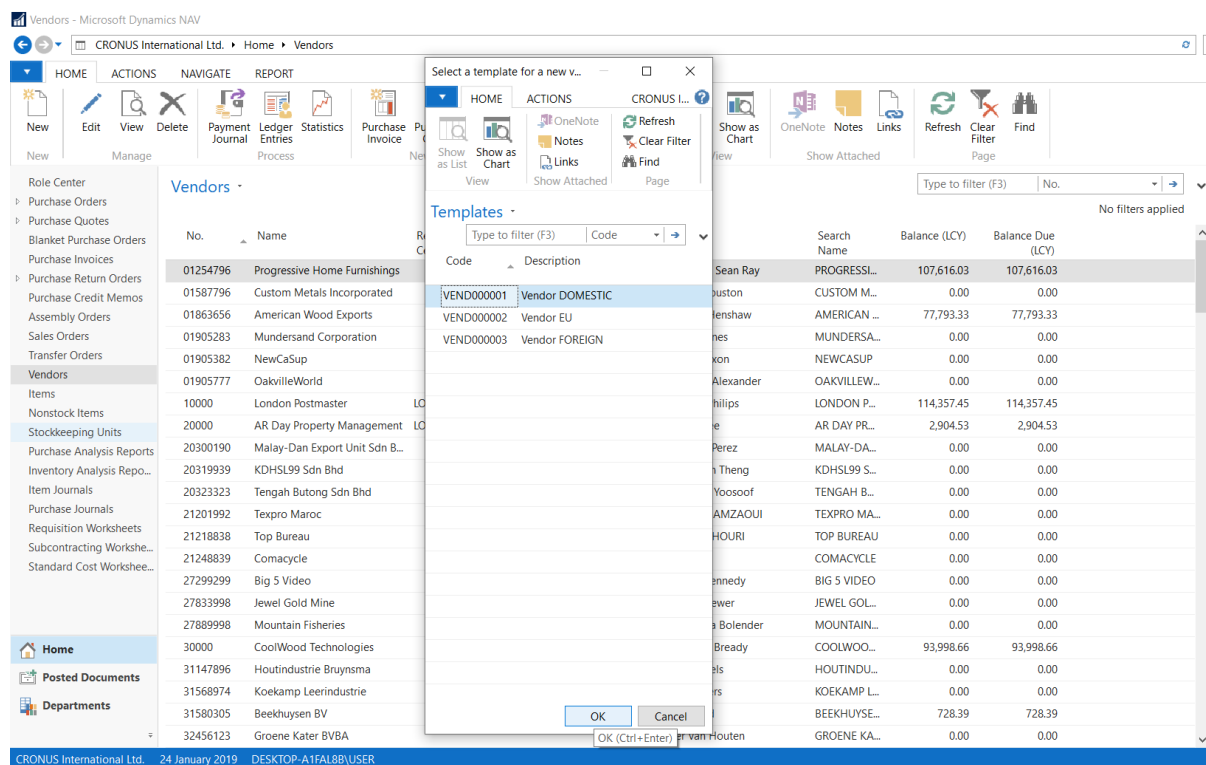 Vendors - Microsoft Dynamics NAV
CRONUS International Ltd. Home Vendors
HOME ACTIONS NAVIGATE REPORT
New Edit View Delete Payment Journal Ledger Entries Statistics Purchase Invoice
Show as Chart OneNote Notes Links Refresh Clear Filter Find
New Manage Process Show Attached Page
Role Center
Purchase Orders
Purchase Quotes
Blanket Purchase Orders
Purchase Invoices
Purchase Return Orders
Purchase Credit Memos
Assembly Orders
Sales Orders
Transfer Orders
Vendors
Items
Nonstock Items
Stockkeeping Units
Purchase Analysis Reports
Inventory Analysis Repo...
Item Journals
Purchase Journals
Requisition Worksheets
Subcontracting Workshe...
Standard Cost Workshee...
Home
Posted Documents
Departments
Vendors
Type to filter (F3) No.
No filters applied
No. Name Search Name Balance (LCY) Balance Due (LCY)
01254796 Progressive Home Furnishings Sean Ray PROGRESSI... 107,616.03 107,616.03
01587796 Custom Metals Incorporated CUSTOM M... 0.00 0.00
01863656 American Wood Exports AMERICAN ... 77,793.33 77,793.33
01905283 Mundersand Corporation MUNDERSA... 0.00 0.00
01905382 NewCaSup NEWCASUP 0.00 0.00
01905777 OakvilleWorld Alexander OAKVILLEW... 0.00 0.00
10000 London Postmaster LO LONDON P... 114,357.45 114,357.45
20000 AR Day Property Management LO AR DAY PR... 2,904.53 2,904.53
20300190 Malay-Dan Export Unit Sdn B... Perez MALAY-DA... 0.00 0.00
20319939 KDHSL99 Sdn Bhd Theng KDHSL99 S... 0.00 0.00
20323323 Tengah Butong Sdn Bhd Yoosoof TENGAH B... 0.00 0.00
21201992 Texpro Maroc AMZAOUI TEXPRO MA... 0.00 0.00
21218838 Top Bureau HOURI TOP BUREAU 0.00 0.00
21248839 Comacycle COMACYCLE 0.00 0.00
27299299 Big 5 Video ennedy BIG 5 VIDEO 0.00 0.00
27833998 Jewel Gold Mine ewer JEWEL GOL... 0.00 0.00
27889998 Mountain Fisheries Bolender MOUNTAIN... 0.00 0.00
30000 CoolWood Technologies Bready COOLWOO... 93,998.66 93,998.66
31147896 Houtindustrie Bruynsma els HOUTINDU... 0.00 0.00
31568974 Koekamp Leerindustrie rs KOEKAMP L... 0.00 0.00
31580305 Beekhuysen BV BEEKHUYSE... 728.39 728.39
32456123 Groene Kater BVBA van Houten GROENE KA... 0.00 0.00
Select a template for a new v...
HOME ACTIONS CRONUS I...
Show as List Show as Chart
OneNote
Notes
Links
Refresh
Clear Filter
Find
View Show Attached Page
Templates
Type to filter (F3) Code
Code Description
VEND000001 Vendor DOMESTIC
VEND000002 Vendor EU
VEND000003 Vendor FOREIGN
OK Cancel
OK (Ctrl+Enter)
CRONUS International Ltd. 24 January 2019 DESKTOP-A1FAL8B\USER